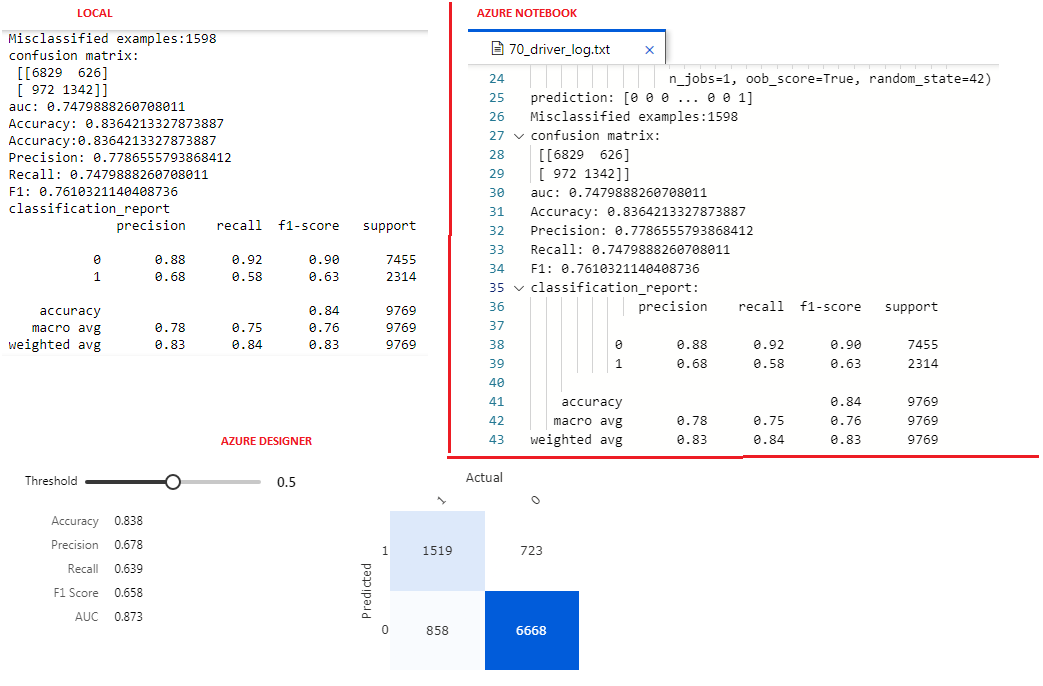 LOCAL
Misclassified examples:1598
confusion matrix:
[[6829  626]
[ 972 1342]]
auc: 0.7479888260708011
Accuracy: 0.8364213327873887
Accuracy:0.8364213327873887
Precision: 0.7786555793868412
Recall: 0.7479888260708011
F1: 0.7610321140408736
classification_report
precision recall f1-score support
0 0.88 0.92 0.90 7455
1 0.68 0.58 0.63 2314
accuracy 0.84 9769
macro avg 0.78 0.75 0.76 9769
weighted avg 0.83 0.84 0.83 9769
AZURE NOTEBOOK
70_driver_log.txt ×
24 n_jobs=1, oob_score=True, random_state=42)
25 prediction: [0 0 0 ... 0 0 1]
26 Misclassified examples:1598
27 confusion matrix:
28 [[6829  626]
29 [ 972 1342]]
30 auc: 0.7479888260708011
31 Accuracy: 0.8364213327873887
32 Precision: 0.7786555793868412
33 Recall: 0.7479888260708011
34 F1: 0.7610321140408736
35 classification_report:
36 precision recall f1-score support
37
38 0 0.88 0.92 0.90 7455
39 1 0.68 0.58 0.63 2314
40
41 accuracy 0.84 9769
42 macro avg 0.78 0.75 0.76 9769
43 weighted avg 0.83 0.84 0.83 9769
AZURE DESIGNER
Threshold 0.5
Accuracy 0.838
Precision 0.678
Recall 0.639
F1 Score 0.658
AUC 0.873
Actual
1 0
Predicted
1 1519 723
0 858 6668